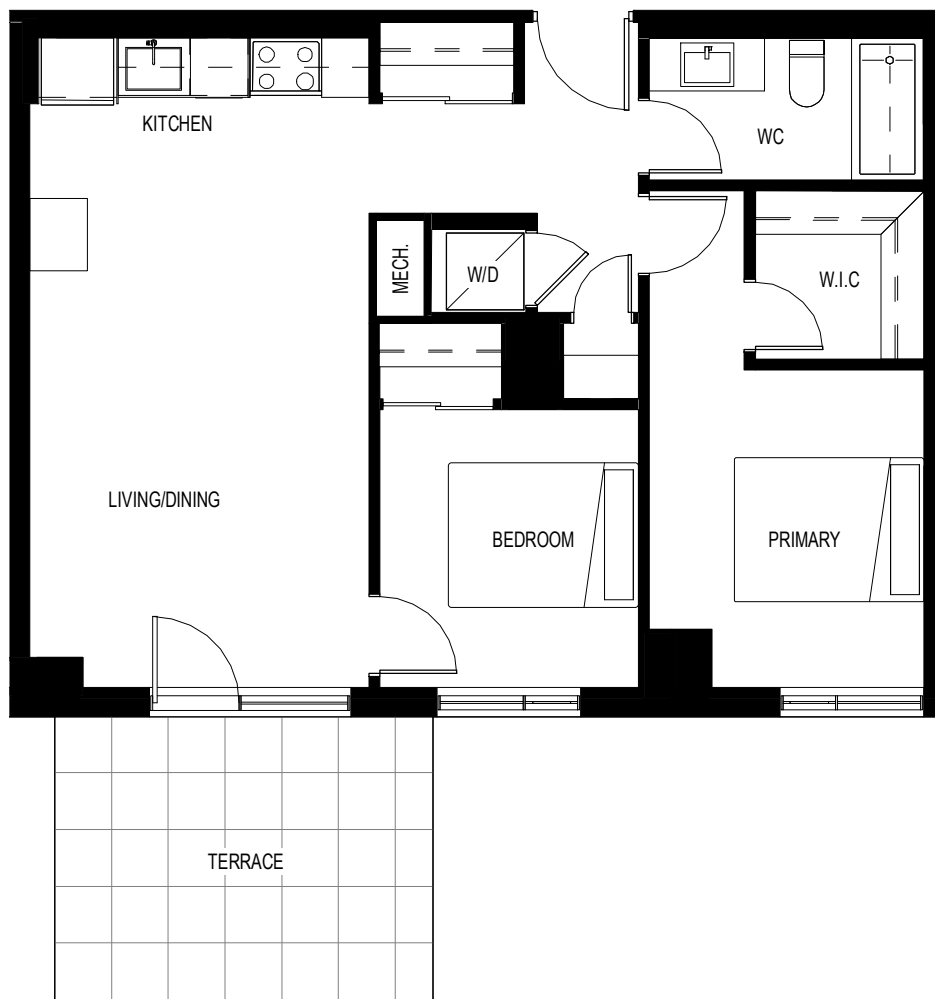 KITCHEN
WC
MECH.
W/D
W.I.C
LIVING/DINING
BEDROOM
PRIMARY
TERRACE